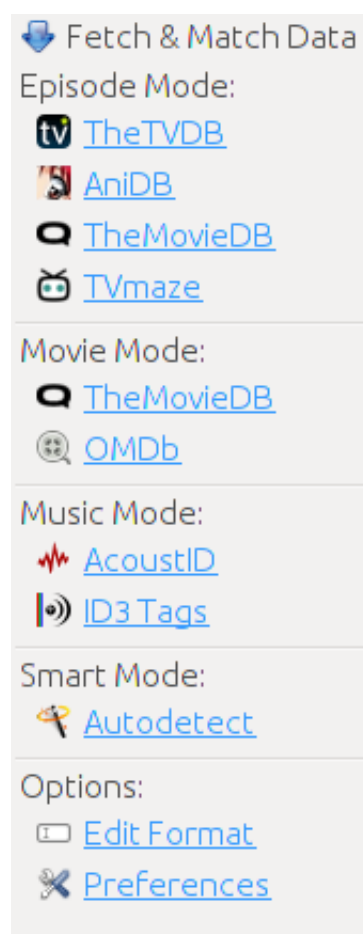 Fetch & Match Data
Episode Mode:
tv TheTVDB
AniDB
TheMovieDB
TVmaze
Movie Mode:
TheMovieDB
OMDb
Music Mode:
AcoustID
ID3 Tags
Smart Mode:
Autodetect
Options:
Edit Format
Preferences